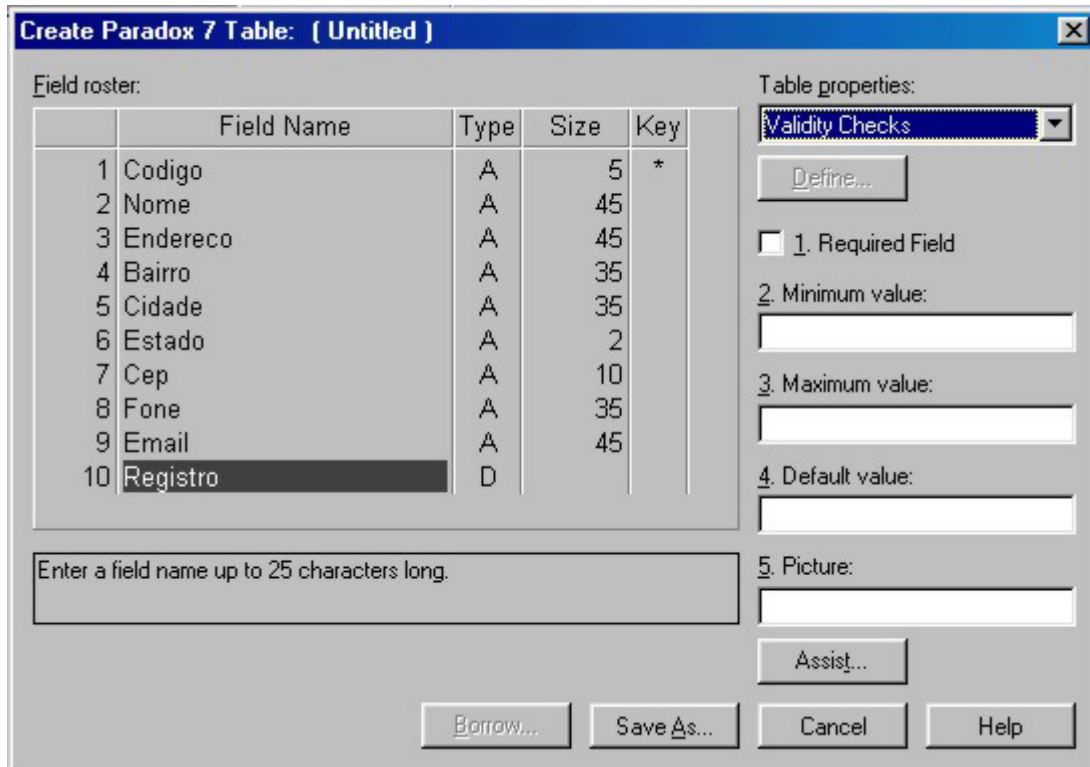 Create Paradox 7 Table: ( Untitled )
Field roster:
Field Name Type Size Key
1 Codigo A 5 *
2 Nome A 45
3 Endereco A 45
4 Bairro A 35
5 Cidade A 35
6 Estado A 2
7 Cep A 10
8 Fone A 35
9 Email A 45
10 Registro D
Enter a field name up to 25 characters long.
Table properties:
Validity Checks
Define...
1. Required Field
2. Minimum value:
3. Maximum value:
4. Default value:
5. Picture:
Assist...
Borrow... Save As... Cancel Help